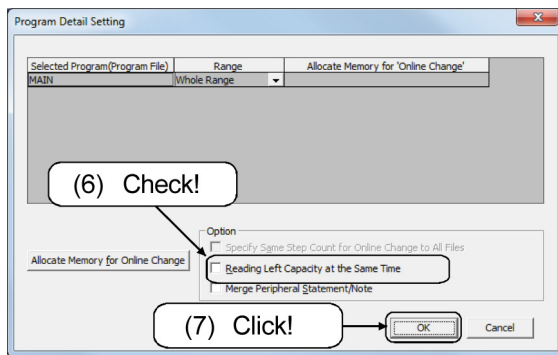 Program Detail Setting
Selected Program(Program File) Range Allocate Memory for 'Online Change'
MAIN Whole Range
(6) Check!
Option
Specify Same Step Count for Online Change to All Files
Allocate Memory for Online Change
Reading Left Capacity at the Same Time
Merge Peripheral Statement/Note
(7) Click!
OK Cancel